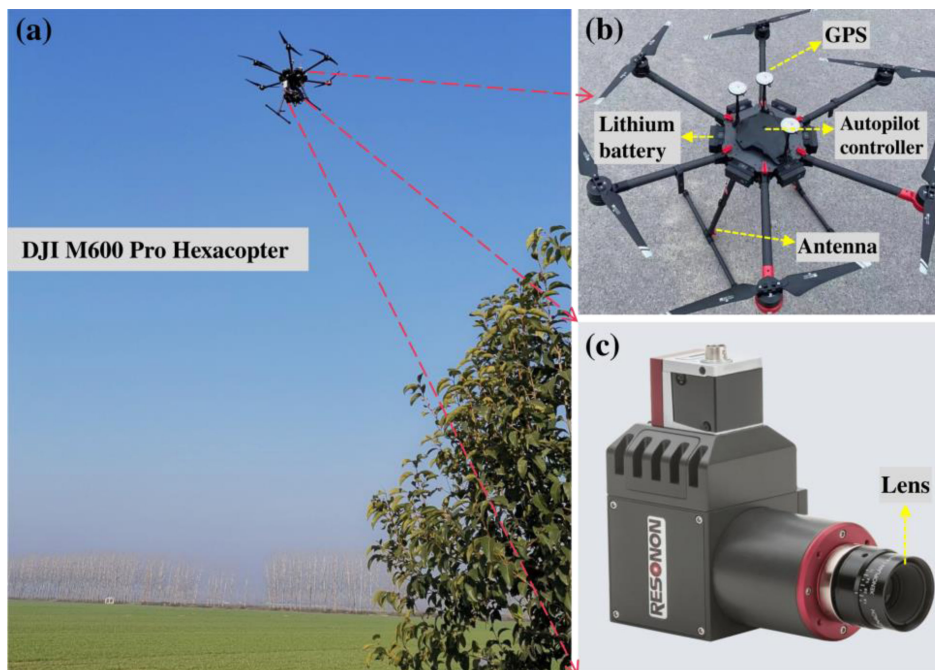 (a)
DJI M600 Pro Hexacopter
(b)
GPS
Lithium
battery
Autopilot
controller
Antenna
(c)
Lens
RESONON